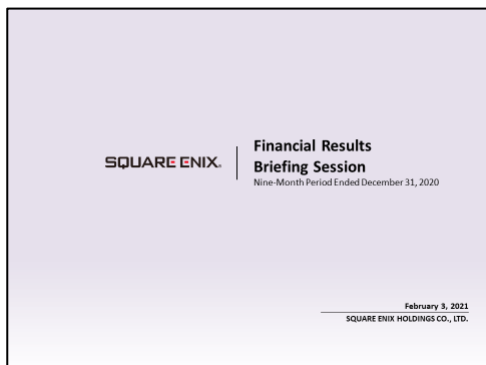 SQUARE ENIX.
Financial Results
Briefing Session
Nine-Month Period Ended December 31, 2020
February 3, 2021
SQUARE ENIX HOLDINGS CO., LTD.